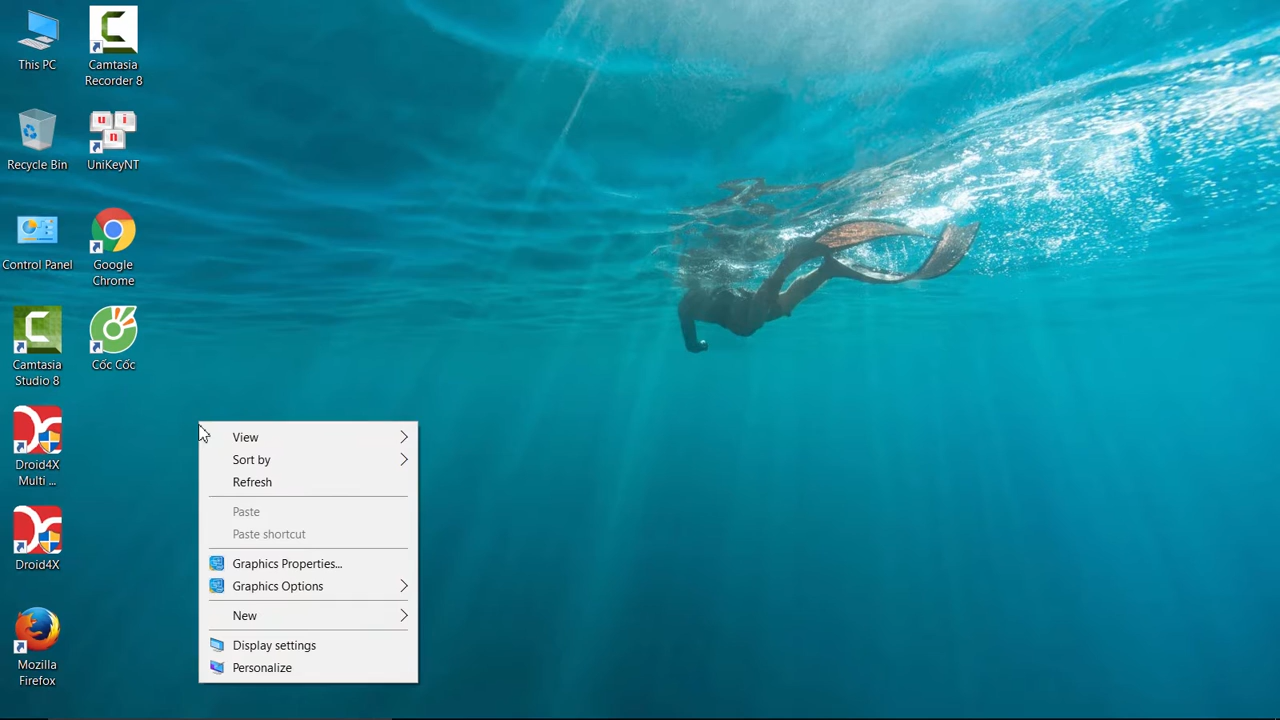 This PC
Camtasia
Recorder 8
Recycle Bin
UniKeyNT
Control Panel
Google
Chrome
Camtasia
Studio 8
Cốc Cốc
Droid4X
Multi ...
Droid4X
Mozilla
Firefox
View
Sort by
Refresh
Paste
Paste shortcut
Graphics Properties...
Graphics Options
New
Display settings
Personalize